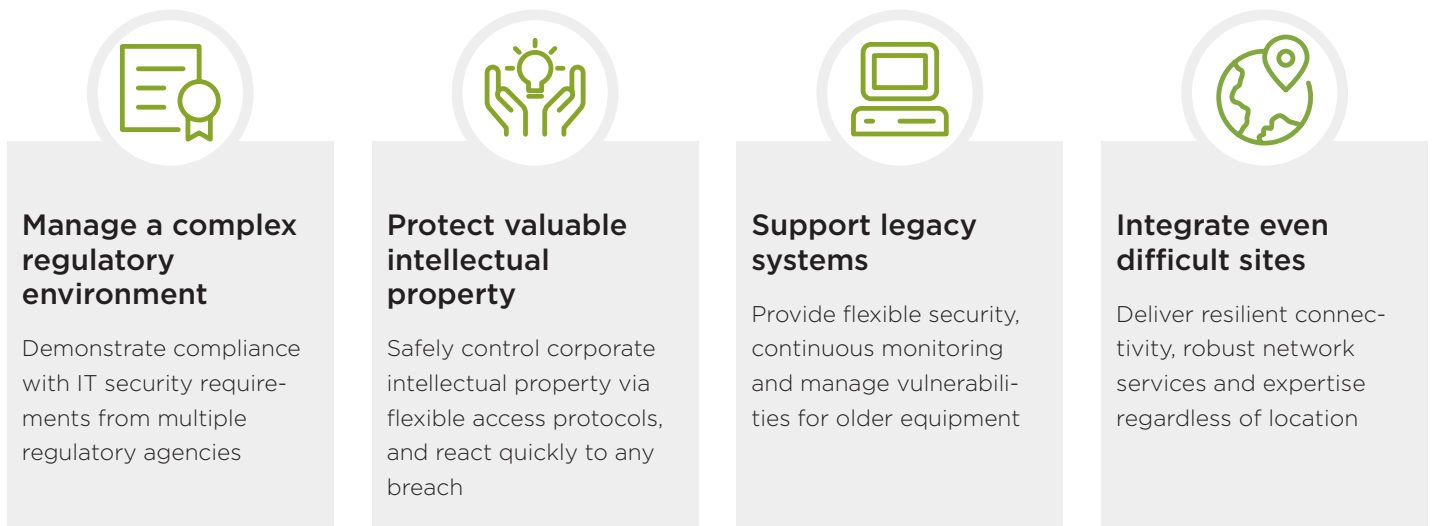 Manage a complex
regulatory
environment
Demonstrate compliance
with IT security require-
ments from multiple
regulatory agencies
Protect valuable
intellectual
property
Safely control corporate
intellectual property via
flexible access protocols,
and react quickly to any
breach
Support legacy
systems
Provide flexible security,
continuous monitoring
and manage vulnerabili-
ties for older equipment
Integrate even
difficult sites
Deliver resilient connec-
tivity, robust network
services and expertise
regardless of location